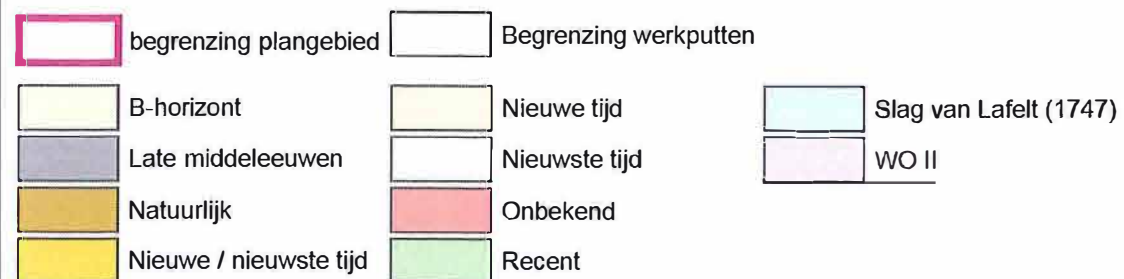 begrenzing plangebied
Begrenzing werkputten
B-horizont
Nieuwe tijd
Slag van Lafelt (1747)
Late middeleeuwen
Nieuwste tijd
WO II
Natuurlijk
Onbekend
Nieuwe / nieuwste tijd
Recent